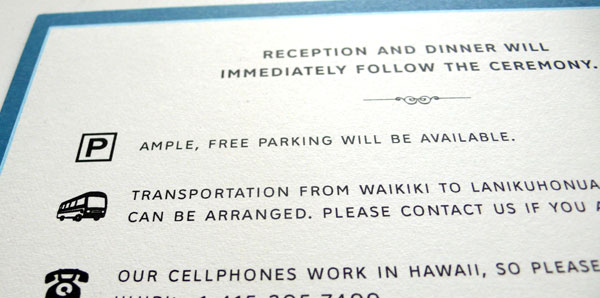 RECEPTION AND DINNER WILL
IMMEDIATELY FOLLOW THE CEREMONY.
P
AMPLE, FREE PARKING WILL BE AVAILABLE.
TRANSPORTATION FROM WAIKIKI TO LANIKUHONUA
CAN BE ARRANGED. PLEASE CONTACT US IF YOU
OUR CELLPHONES WORK IN HAWAII, SO PLEASE